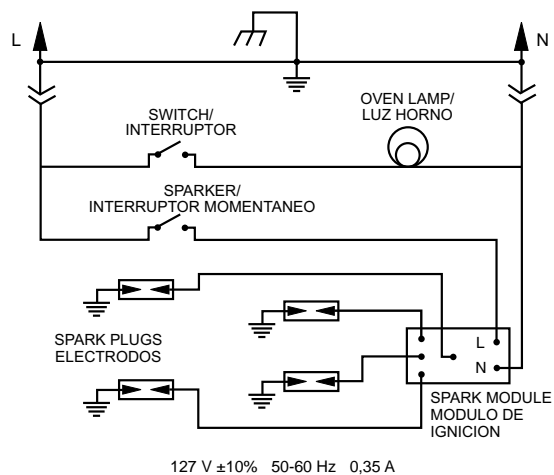 L
N
SWITCH/
INTERRUPTOR
OVEN LAMP/
LUZ HORNO
SPARKER/
INTERRUPTOR MOMENTANEO
SPARK PLUGS
ELECTRODOS
L
N
SPARK MODULE
MODULO DE
IGNICION
127 V ±10% 50-60 Hz 0,35 A